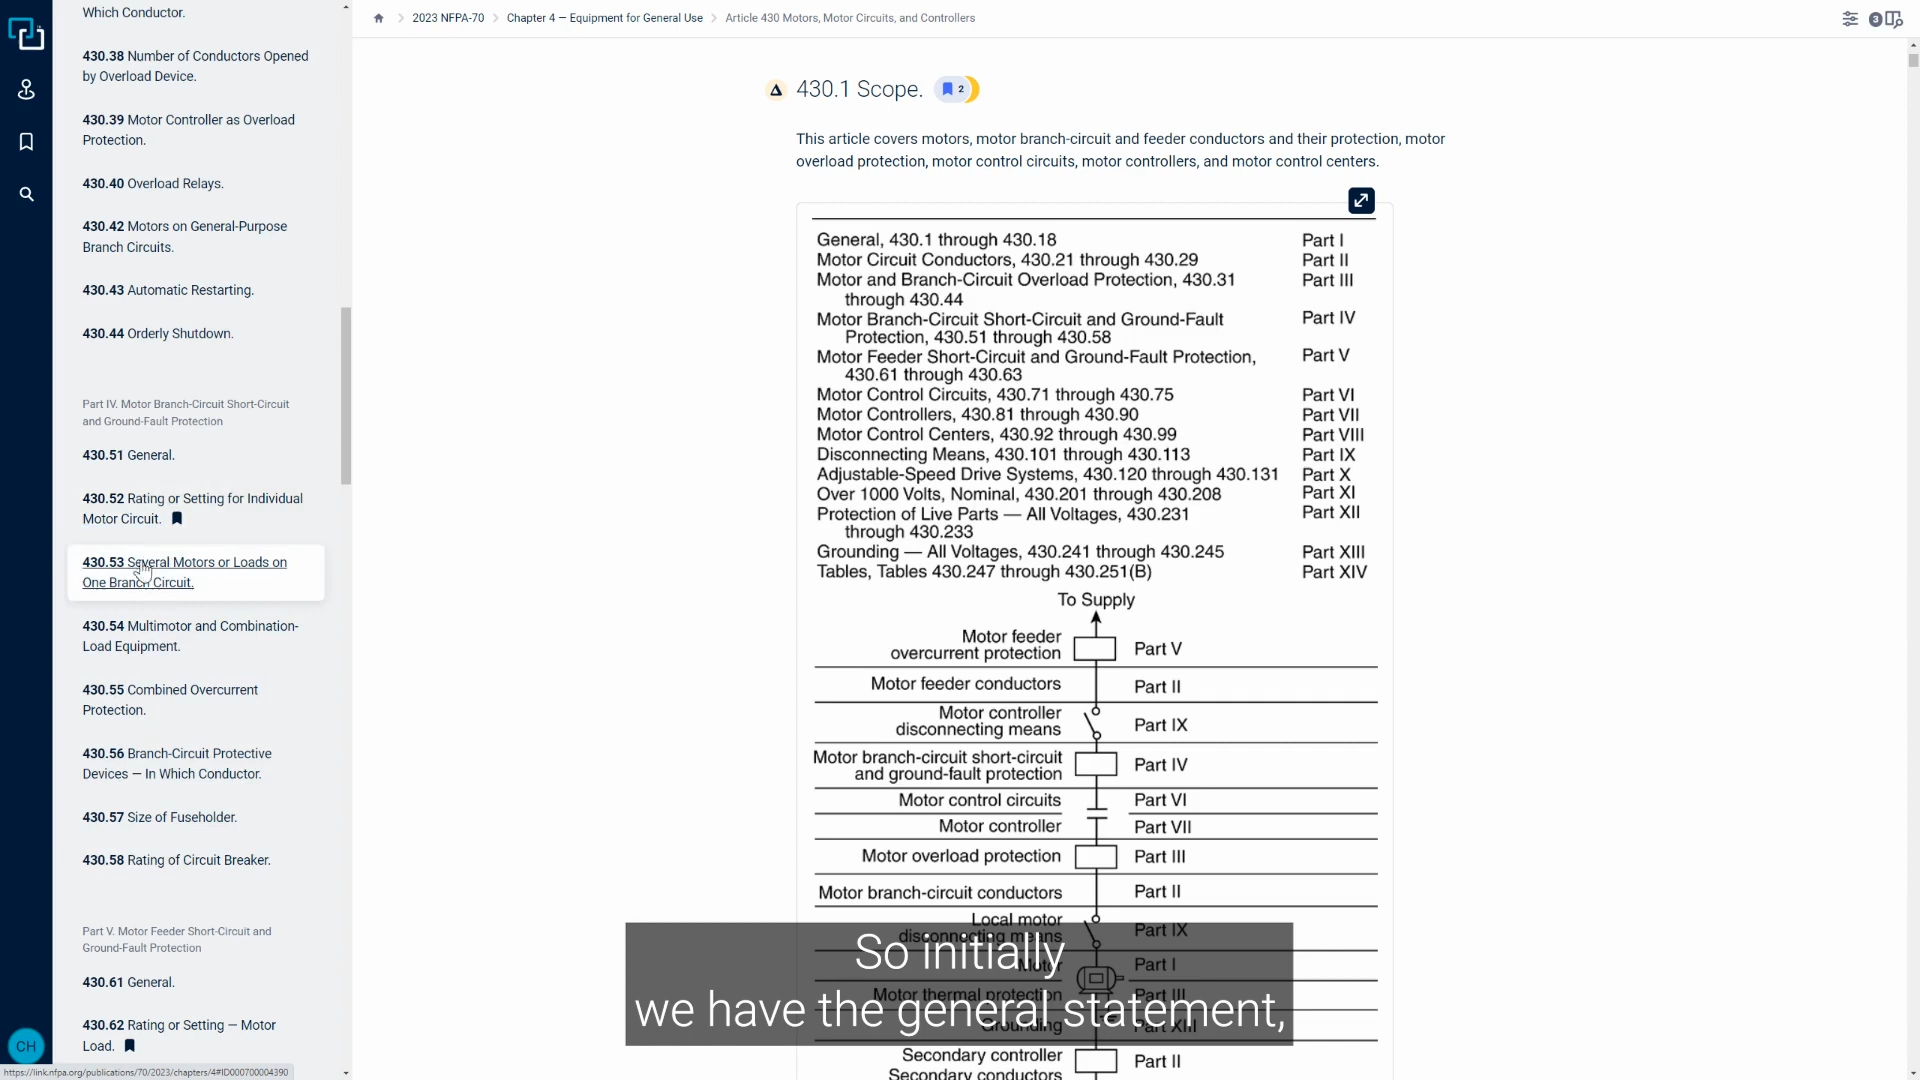 Which Conductor.
430.38 Number of Conductors Opened
by Overload Device.
430.39 Motor Controller as Overload
Protection.
430.40 Overload Relays.
430.42 Motors on General-Purpose
Branch Circuits.
430.43 Automatic Restarting.
430.44 Orderly Shutdown.
Part IV. Motor Branch-Circuit Short-Circuit
and Ground-Fault Protection
430.51 General.
430.52 Rating or Setting for Individual
Motor Circuit.
430.53 Several Motors or Loads on
One Branch Circuit.
430.54 Multimotor and Combination-
Load Equipment.
430.55 Combined Overcurrent
Protection.
430.56 Branch-Circuit Protective
Devices — In Which Conductor.
430.57 Size of Fuseholder.
430.58 Rating of Circuit Breaker.
Part V. Motor Feeder Short-Circuit and
Ground-Fault Protection
430.61 General.
430.62 Rating or Setting — Motor
Load.
CH
https://link.nfpa.org/publications/70/2023/chapters/4#ID000700004390
2023 NFPA-70 > Chapter 4 — Equipment for General Use > Article 430 Motors, Motor Circuits, and Controllers
3
430.1 Scope. 2
This article covers motors, motor branch-circuit and feeder conductors and their protection, motor
overload protection, motor control circuits, motor controllers, and motor control centers.
General, 430.1 through 430.18 Part I
Motor Circuit Conductors, 430.21 through 430.29 Part II
Motor and Branch-Circuit Overload Protection, 430.31 Part III
through 430.44
Motor Branch-Circuit Short-Circuit and Ground-Fault Part IV
Protection, 430.51 through 430.58
Motor Feeder Short-Circuit and Ground-Fault Protection, Part V
430.61 through 430.63
Motor Control Circuits, 430.71 through 430.75 Part VI
Motor Controllers, 430.81 through 430.90 Part VII
Motor Control Centers, 430.92 through 430.99 Part VIII
Disconnecting Means, 430.101 through 430.113 Part IX
Adjustable-Speed Drive Systems, 430.120 through 430.131 Part X
Over 1000 Volts, Nominal, 430.201 through 430.208 Part XI
Protection of Live Parts — All Voltages, 430.231 Part XII
through 430.233
Grounding — All Voltages, 430.241 through 430.245 Part XIII
Tables, Tables 430.247 through 430.251(B) Part XIV
To Supply
Motor feeder
overcurrent protection Part V
Motor feeder conductors Part II
Motor controller
disconnecting means Part IX
Motor branch-circuit short-circuit
and ground-fault protection Part IV
Motor control circuits Part VI
Motor controller Part VII
Motor overload protection Part III
Motor branch-circuit conductors Part II
Local motor
disconnecting means Part IX
Motor Part I
Motor thermal protection Part III
Grounding Part XIII
Secondary controller Part II
Secondary conductors
So initially
we have the general statement,